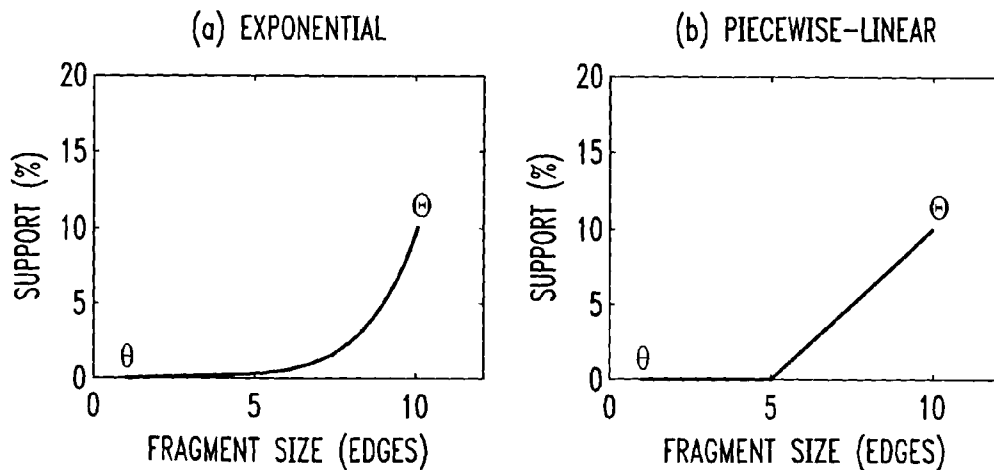 (a) EXPONENTIAL
20
15
10
5
0
SUPPORT (%)
θ
Θ
0 5 10
FRAGMENT SIZE (EDGES)
(b) PIECEWISE-LINEAR
20
15
10
5
0
SUPPORT (%)
θ
Θ
0 5 10
FRAGMENT SIZE (EDGES)